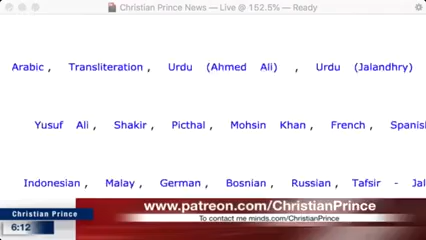 Christian Prince News — Live @ 152.5% — Ready
Arabic , Transliteration , Urdu (Ahmed Ali) , Urdu (Jalandhry)
Yusuf Ali , Shakir , Picthal , Mohsin Khan , French , Spanis
Indonesian , Malay , German , Bosnian , Russian , Tafsir - Jal
www.patreon.com/ChristianPrince
Christian Prince
To contact me minds.com/ChristianPrince
6:12